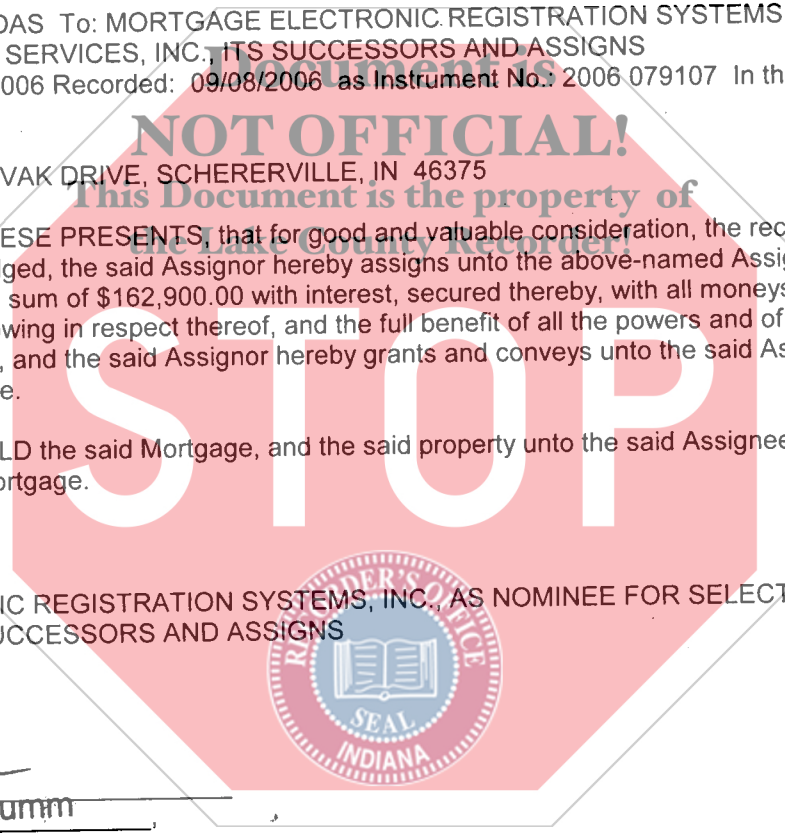 DAS To: MORTGAGE ELECTRONIC REGISTRATION SYSTEMS
SERVICES, INC., ITS SUCCESSORS AND ASSIGNS
Document is
006 Recorded: 09/08/2006 as Instrument No.: 2006 079107 In th
NOT OFFICIAL!
VAK DRIVE, SCHERERVILLE, IN 46375
This Document is the property of
the Lake County Recorder!
ESE PRESENTS, that for good and valuable consideration, the rec
ged, the said Assignor hereby assigns unto the above-named Assig
sum of $162,900.00 with interest, secured thereby, with all moneys
wing in respect thereof, and the full benefit of all the powers and of
, and the said Assignor hereby grants and conveys unto the said As
e.
STOP
LD the said Mortgage, and the said property unto the said Assignee
ortgage.
IC REGISTRATION SYSTEMS, INC., AS NOMINEE FOR SELECT
UCCESSORS AND ASSIGNS
RECORDER'S OFFICE
SEAL
INDIANA
umm